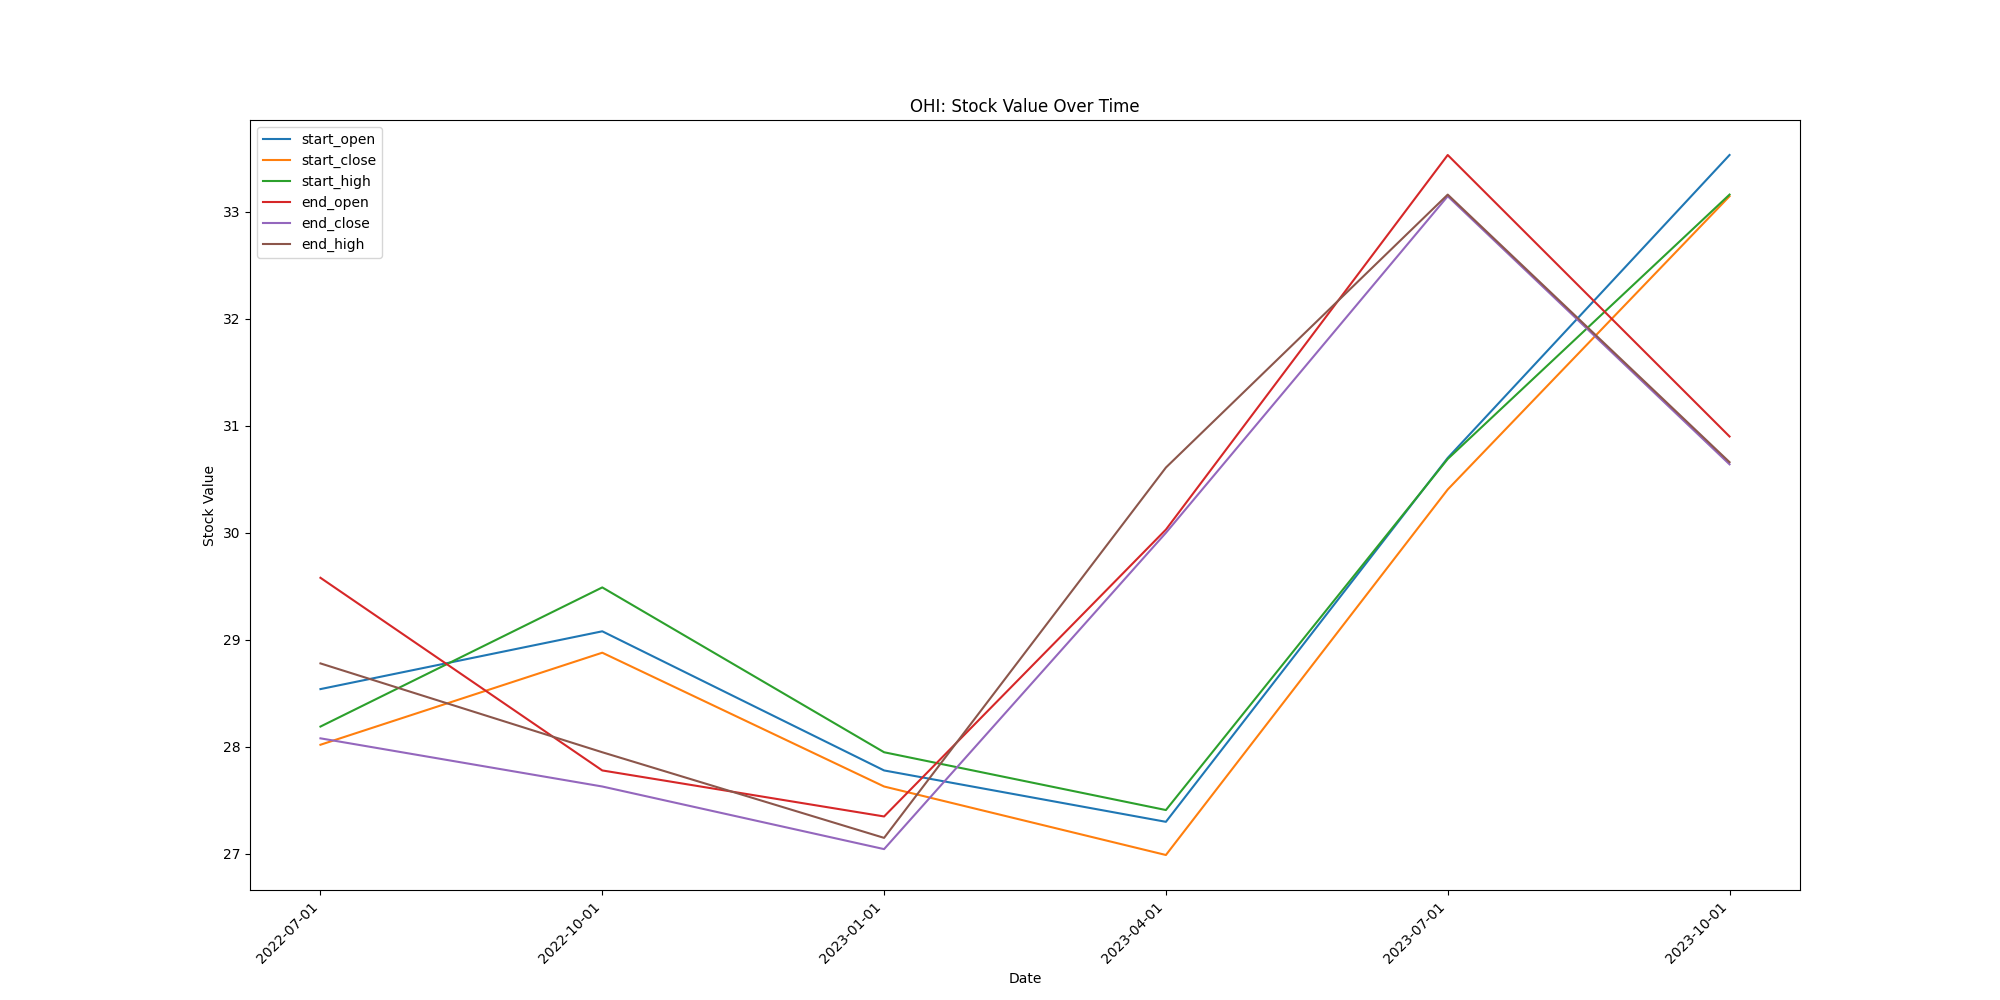 OHI: Stock Value Over Time
start_open
start_close
start_high
end_open
end_close
end_high
33
32
31
30
29
28
27
Stock Value
2022-07-01
2022-10-01
2023-01-01
2023-04-01
2023-07-01
2023-10-01
Date